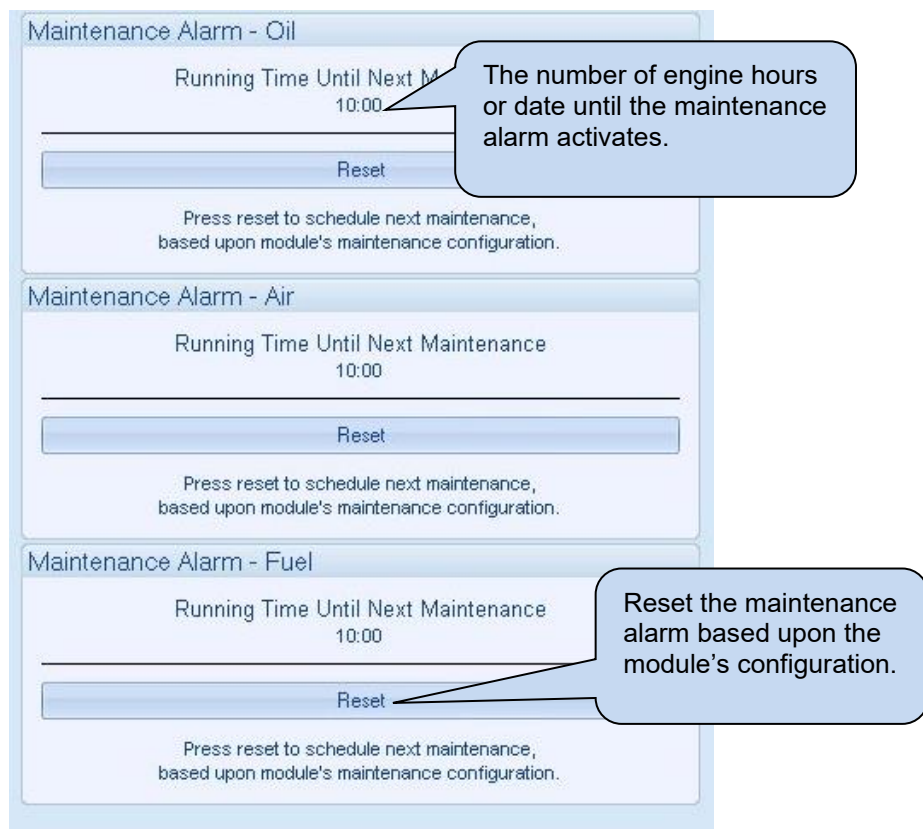 Maintenance Alarm - Oil
Running Time Until Next M
10:00
The number of engine hours
or date until the maintenance
alarm activates.
Reset
Press reset to schedule next maintenance,
based upon module's maintenance configuration.
Maintenance Alarm - Air
Running Time Until Next Maintenance
10:00
Reset
Press reset to schedule next maintenance,
based upon module's maintenance configuration.
Maintenance Alarm - Fuel
Running Time Until Next Maintenance
10:00
Reset the maintenance
alarm based upon the
module’s configuration.
Reset
Press reset to schedule next maintenance,
based upon module's maintenance configuration.